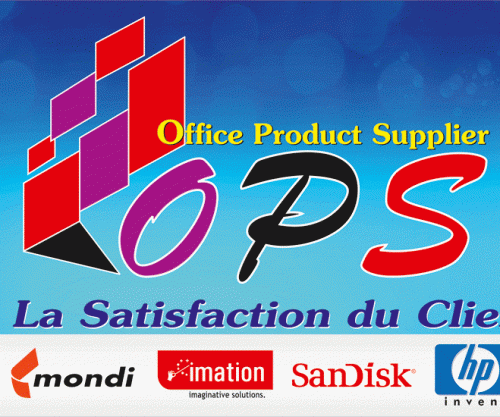 Office Product Supplier
OPS
La Satisfaction du Clie
mondi imation SanDisk hp
imaginative solutions. inven